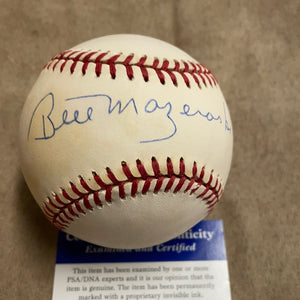 Bill Mazeroski
nticity
Examined and Certified
This item has been examined by one or more
PSA/DNA experts and it is our opinion that the
item is genuine. The item has been permanently
marked with a proprietary invisible ink.